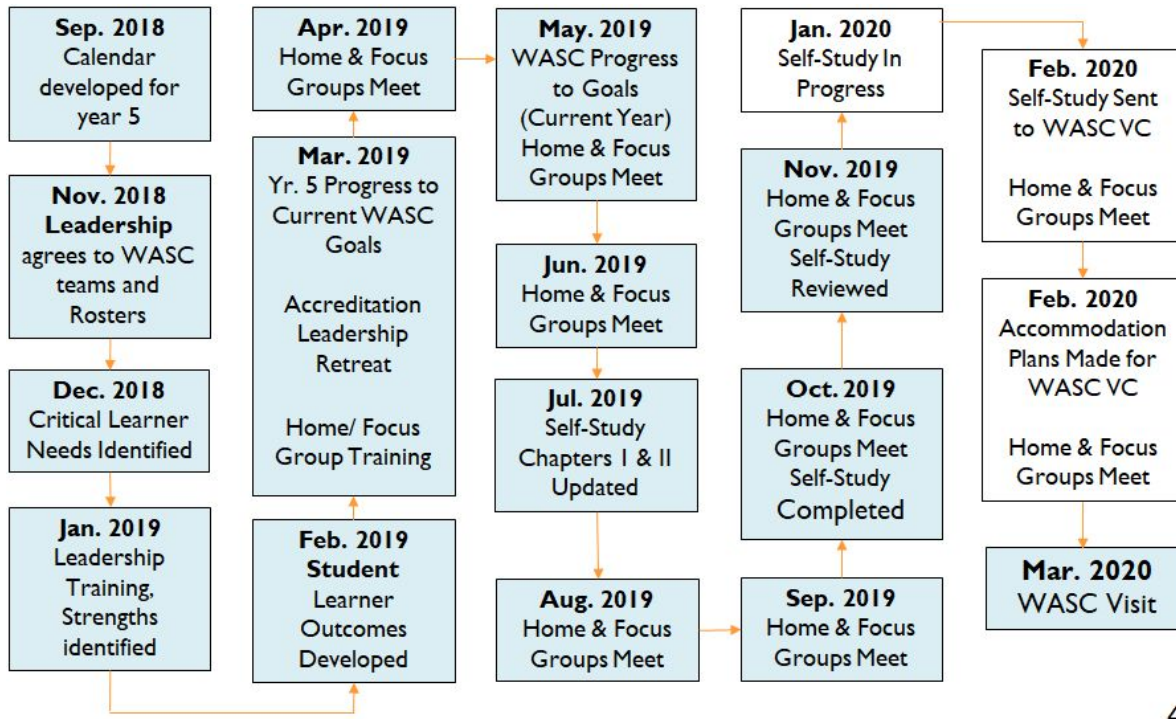 Sep. 2018
Calendar
developed for
year 5
Nov. 2018
Leadership
agrees to WASC
teams and
Rosters
Dec. 2018
Critical Learner
Needs Identified
Jan. 2019
Leadership
Training,
Strengths
identified
Feb. 2019
Student
Learner
Outcomes
Developed
Mar. 2019
Yr. 5 Progress to
Current WASC
Goals
Accreditation
Leadership
Retreat
Home/ Focus
Group Training
Apr. 2019
Home & Focus
Groups Meet
May. 2019
WASC Progress
to Goals
(Current Year)
Home & Focus
Groups Meet
Jun. 2019
Home & Focus
Groups Meet
Jul. 2019
Self-Study
Chapters I & II
Updated
Aug. 2019
Home & Focus
Groups Meet
Sep. 2019
Home & Focus
Groups Meet
Oct. 2019
Home & Focus
Groups Meet
Self-Study
Completed
Nov. 2019
Home & Focus
Groups Meet
Self-Study
Reviewed
Jan. 2020
Self-Study In
Progress
Feb. 2020
Self-Study Sent
to WASC VC
Home & Focus
Groups Meet
Feb. 2020
Accommodation
Plans Made for
WASC VC
Home & Focus
Groups Meet
Mar. 2020
WASC Visit